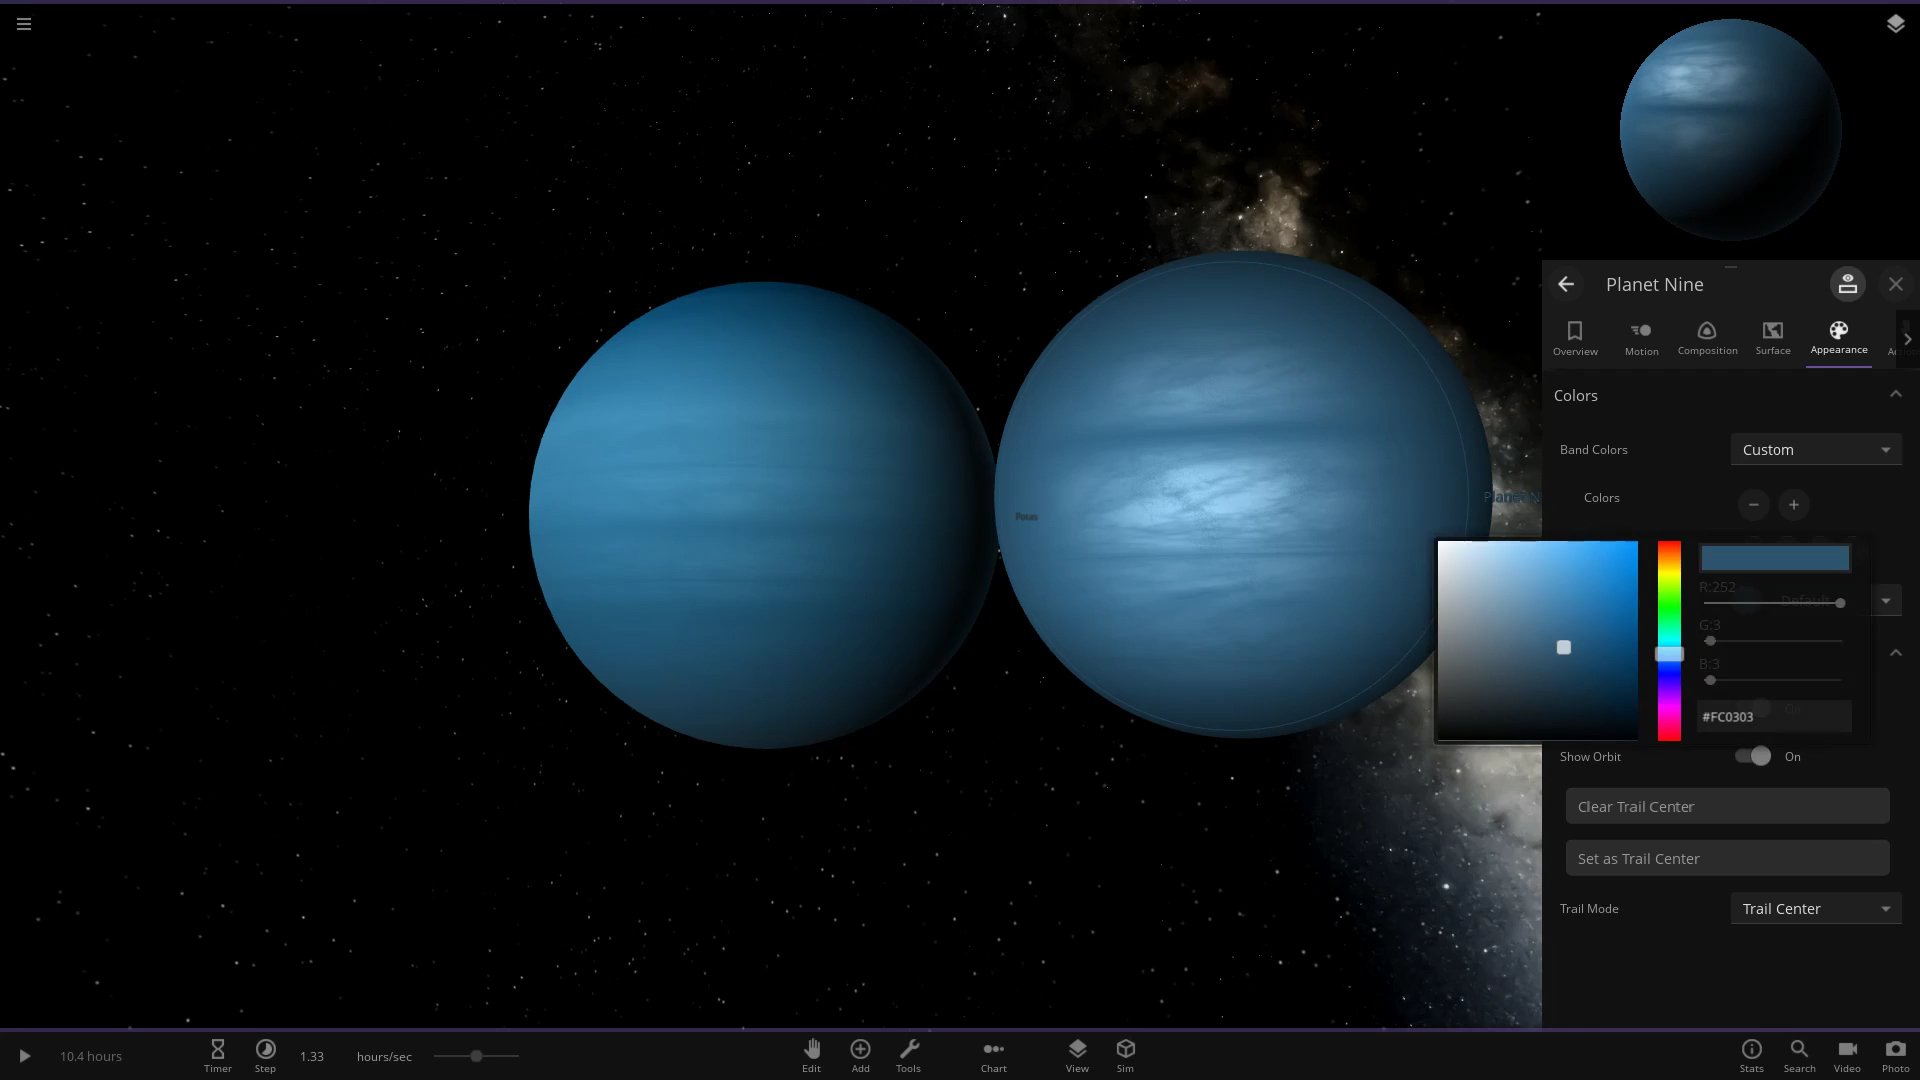 Planet Nine
Overview
Motion
Composition
Surface
Appearance
Colors
Band Colors
Custom
Colors
R:252
Default
G:3
B:3
#FC0303
On
Show Orbit
On
Clear Trail Center
Set as Trail Center
Trail Mode
Trail Center
10.4 hours
Timer
Step
1.33
hours/sec
Edit
Add
Tools
Chart
View
Sim
Stats
Search
Video
Photo